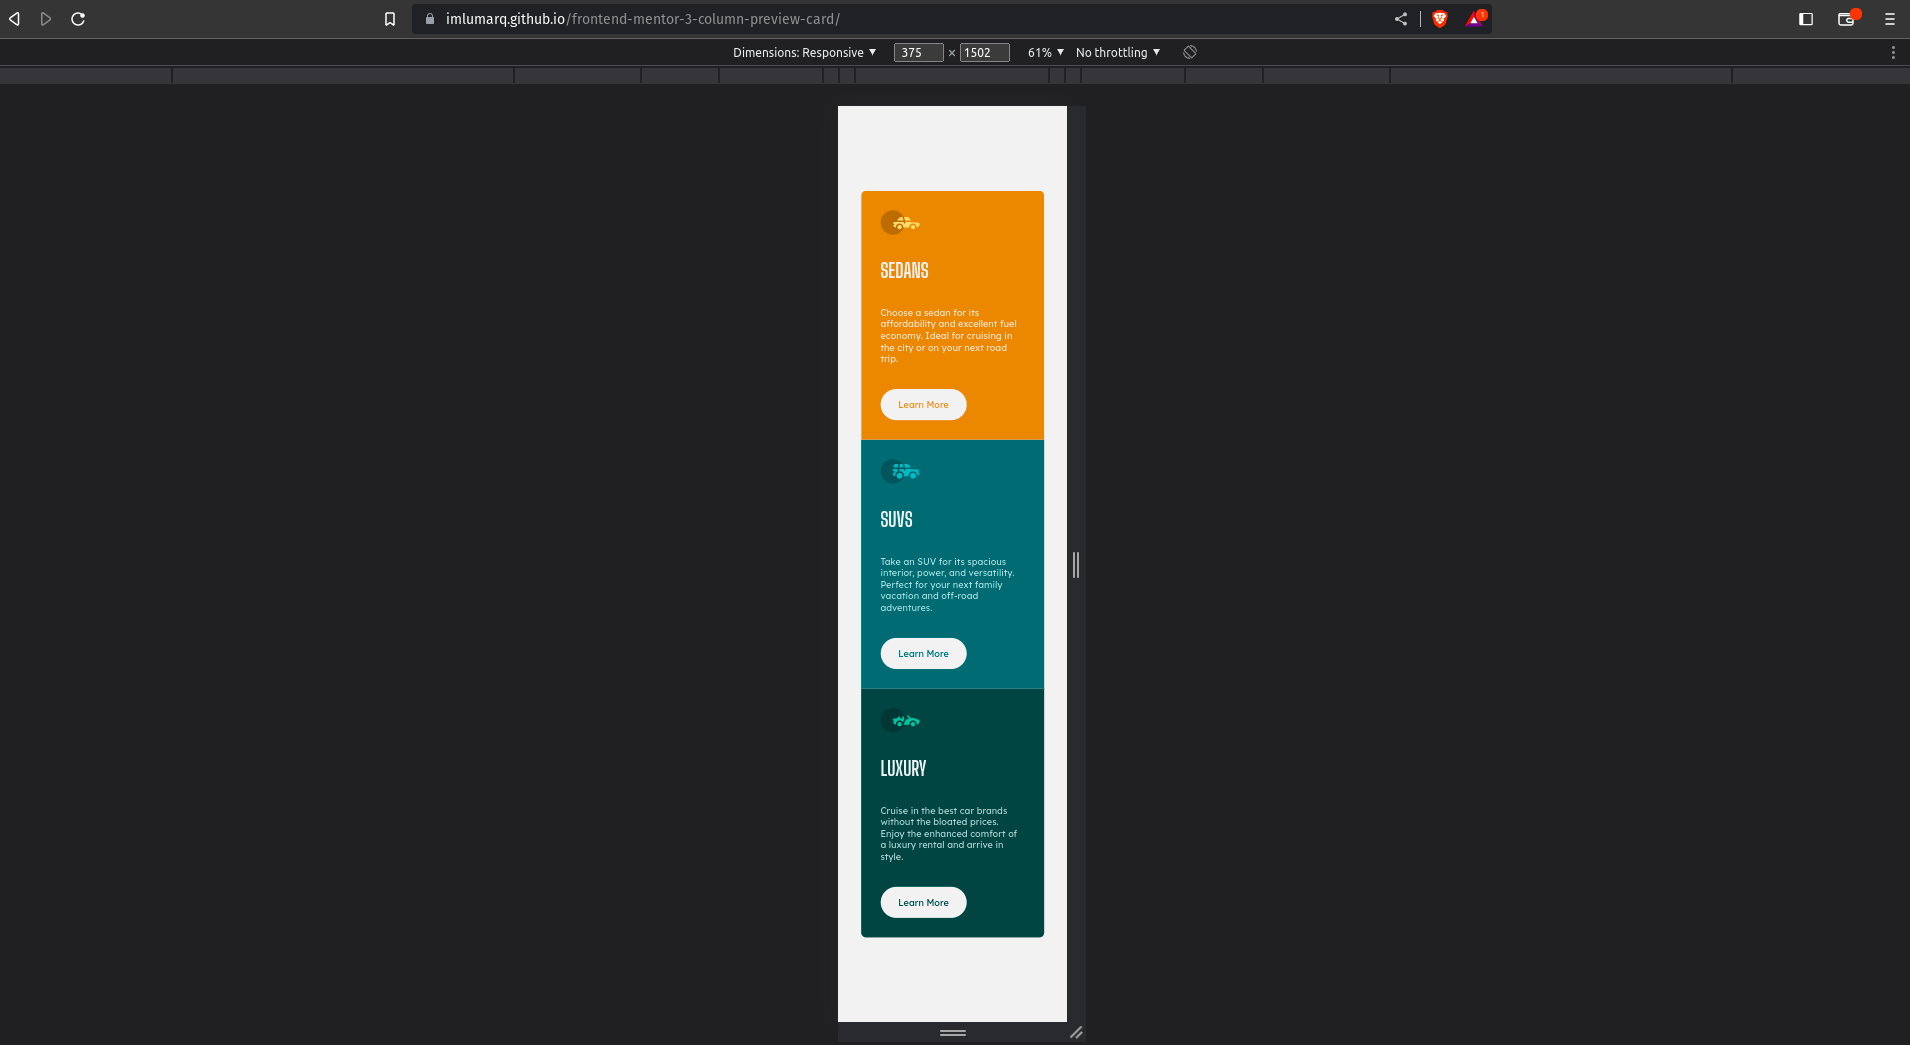 imlumarq.github.io/frontend-mentor-3-column-preview-card/
1
Dimensions: Responsive 375 × 1502 61% No throttling
SEDANS
Choose a sedan for its
affordability and excellent fuel
economy. Ideal for cruising in
the city or on your next road
trip.
Learn More
SUVS
Take an SUV for its spacious
interior, power, and versatility.
Perfect for your next family
vacation and off-road
adventures.
Learn More
LUXURY
Cruise in the best car brands
without the bloated prices.
Enjoy the enhanced comfort of
a luxury rental and arrive in
style.
Learn More